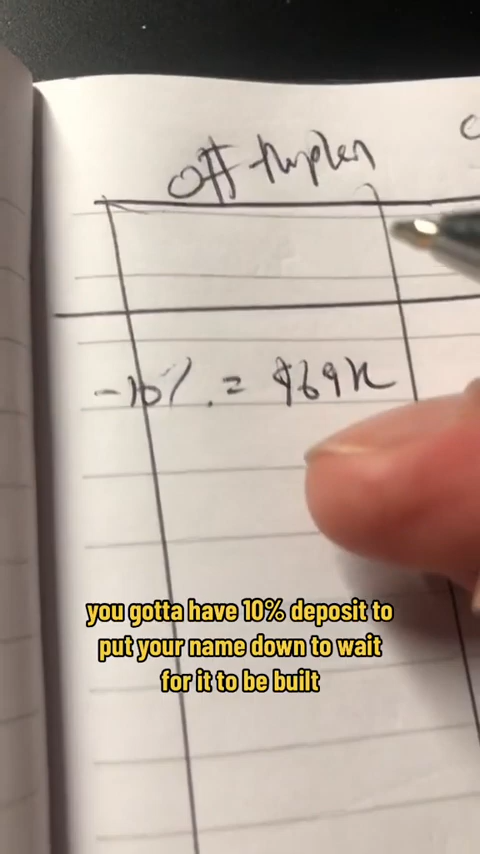 off the plan
- 10% . = $69k
you gotta have 10% deposit to
put your name down to wait
for it to be built